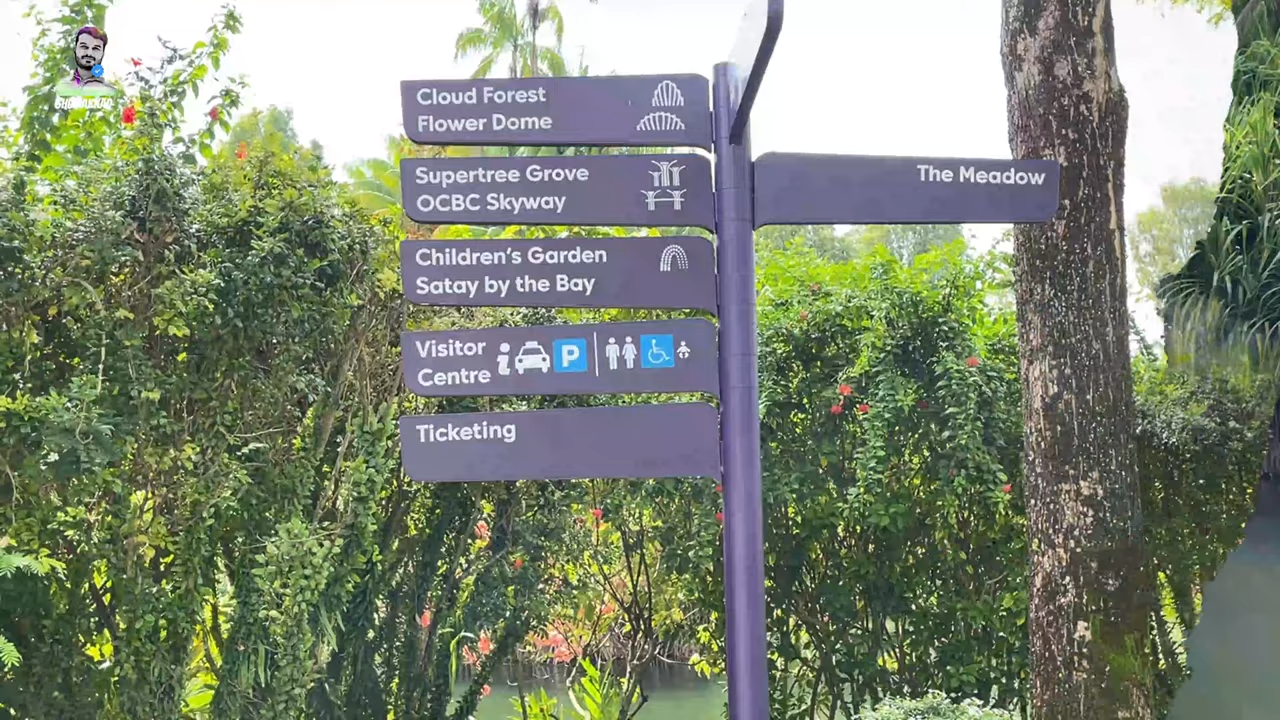 Cloud Forest
Flower Dome
Supertree Grove
OCBC Skyway
The Meadow
Children's Garden
Satay by the Bay
Visitor
Centre
P
Ticketing